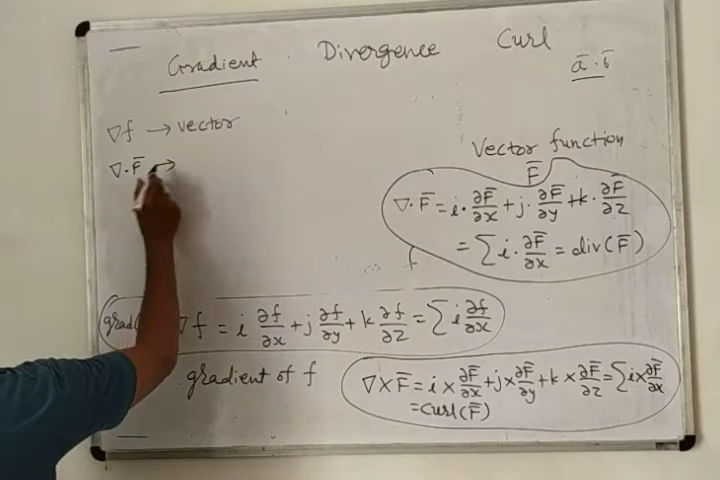 Gradient Divergence Curl
a̅ · b̅
∇f → vector
∇·F̅ →
Vector function
F̅
∇·F̅ = i·∂F̅/∂x + j·∂F̅/∂y + k·∂F̅/∂z
= ∑ i·∂F̅/∂x = div(F̅)
f
grad( ∇f = i ∂f/∂x + j ∂f/∂y + k ∂f/∂z = ∑ i ∂f/∂x
gradient of f
∇×F̅ = i×∂F̅/∂x + j×∂F̅/∂y + k×∂F̅/∂z = ∑ i×∂F̅/∂x
= curl(F̅)